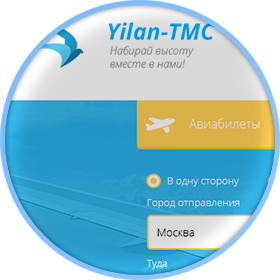 Yilan-TMC
Набирай высоту
вместе в нами!
Авиабилеты
В одну сторону
Город отправления
Москва
Туда